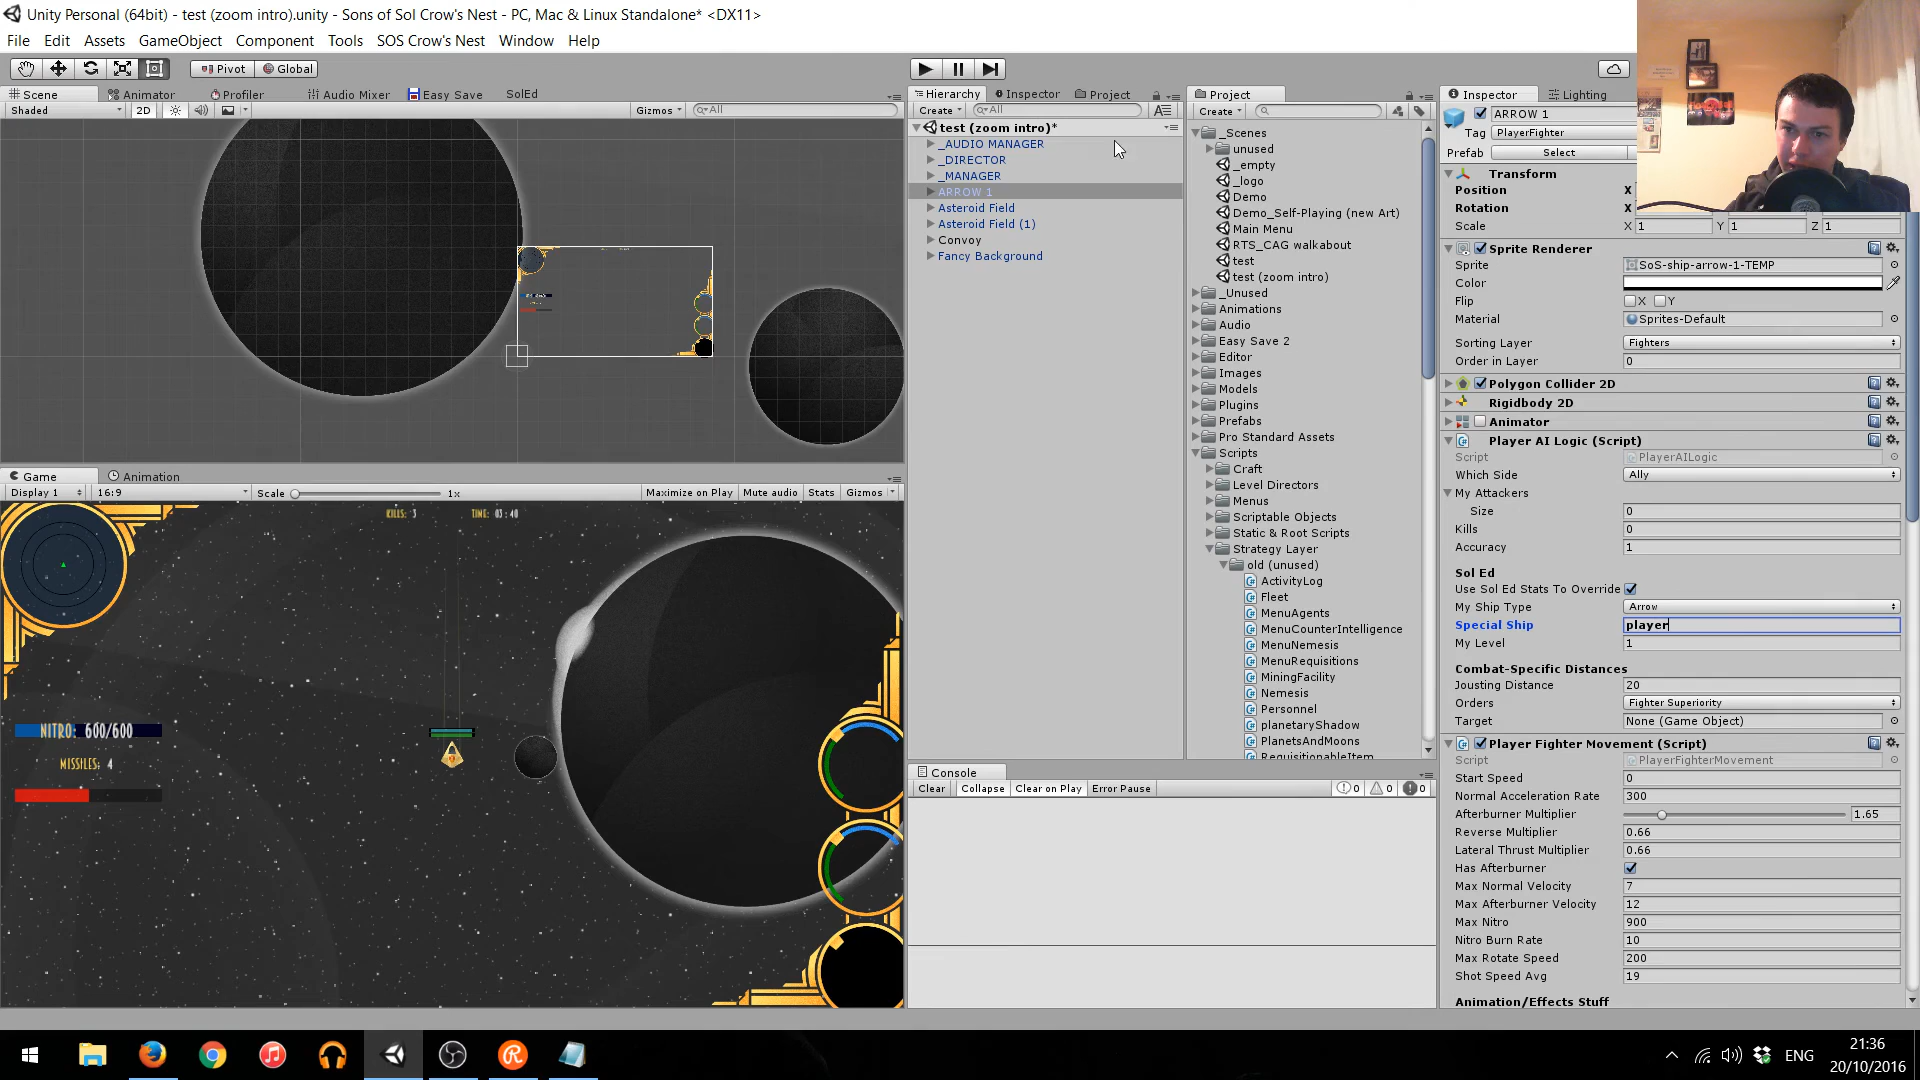 Unity Personal (64bit) - test (zoom intro).unity - Sons of Sol Crow's Nest - PC, Mac & Linux Standalone* <DX11>
File Edit Assets GameObject Component Tools SOS Crow's Nest Window Help
Pivot Global
Scene Animator Profiler Audio Mixer Easy Save SolEd
Shaded 2D Gizmos All
Game Animation
Display 1 16:9 Scale 1x Maximize on Play Mute audio Stats Gizmos
KILLS: 3 TIME: 03:40
NITRO: 600/600
MISSILES: 4
Hierarchy Inspector Project
Create All
test (zoom intro)*
_AUDIO MANAGER
_DIRECTOR
_MANAGER
ARROW 1
Asteroid Field
Asteroid Field (1)
Convoy
Fancy Background
Project
Create
_Scenes
unused
_empty
_logo
Demo
Demo_Self-Playing (new Art)
Main Menu
RTS_CAG walkabout
test
test (zoom intro)
_Unused
Animations
Audio
Easy Save 2
Editor
Images
Models
Plugins
Prefabs
Pro Standard Assets
Scripts
Craft
Level Directors
Menus
Scriptable Objects
Static & Root Scripts
Strategy Layer
old (unused)
ActivityLog
Fleet
MenuAgents
MenuCounterIntelligence
MenuNemesis
MenuRequisitions
MiningFacility
Nemesis
Personnel
planetaryShadow
PlanetsAndMoons
RequisitionableItem
Console
Clear Collapse Clear on Play Error Pause 0 0 0
Inspector Lighting
ARROW 1
Tag PlayerFighter
Prefab Select
Transform
Position X
Rotation X
Scale X 1 Y 1 Z 1
Sprite Renderer
Sprite SoS-ship-arrow-1-TEMP
Color
Flip X Y
Material Sprites-Default
Sorting Layer Fighters
Order in Layer 0
Polygon Collider 2D
Rigidbody 2D
Animator
Player AI Logic (Script)
Script PlayerAILogic
Which Side Ally
My Attackers
Size 0
Kills 0
Accuracy 1
Sol Ed
Use Sol Ed Stats To Override
My Ship Type Arrow
Special Ship player
My Level 1
Combat-Specific Distances
Jousting Distance 20
Orders Fighter Superiority
Target None (Game Object)
Player Fighter Movement (Script)
Script PlayerFighterMovement
Start Speed 0
Normal Acceleration Rate 300
Afterburner Multiplier 1.65
Reverse Multiplier 0.66
Lateral Thrust Multiplier 0.66
Has Afterburner
Max Normal Velocity 7
Max Afterburner Velocity 12
Max Nitro 900
Nitro Burn Rate 10
Max Rotate Speed 200
Shot Speed Avg 19
Animation/Effects Stuff
ENG
21:36
20/10/2016